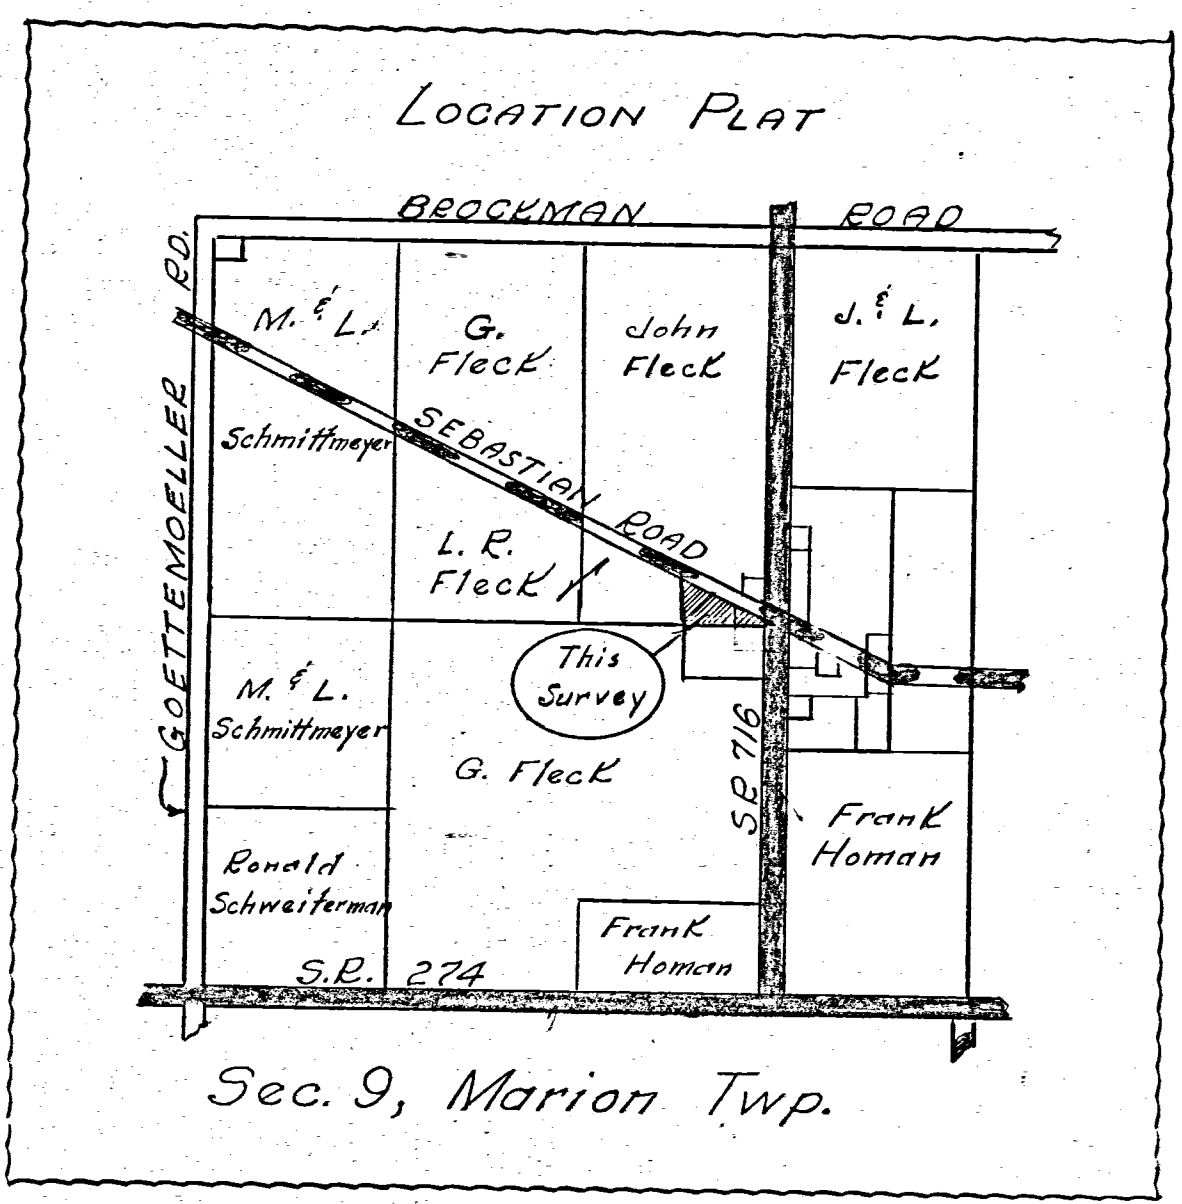 LOCATION PLAT
BROCKMAN ROAD
GOETTEMOELLER RD.
M. & L.
Schmittmeyer
G.
Fleck
John
Fleck
J. & L.
Fleck
SEBASTIAN ROAD
L. R.
Fleck
This
Survey
M. & L.
Schmittmeyer
G. Fleck
SR 716
Frank
Homan
Ronald
Schweiterman
Frank
Homan
S.R. 274
Sec. 9, Marion Twp.